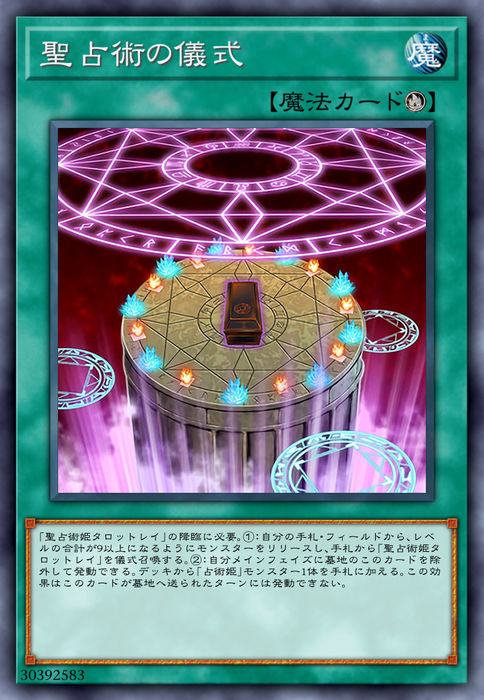 聖占術の儀式
魔
【魔法カード】
「聖占術姫タロットレイ」の降臨に必要。①：自分の手札・フィールドから、レベ
ルの合計が9以上になるようにモンスターをリリースし、手札から「聖占術姫タ
ロットレイ」を儀式召喚する。②：自分メインフェイズに墓地のこのカードを除
外して発動できる。デッキから「占術姫」モンスター1体を手札に加える。この効
果はこのカードが墓地へ送られたターンには発動できない。
30392583